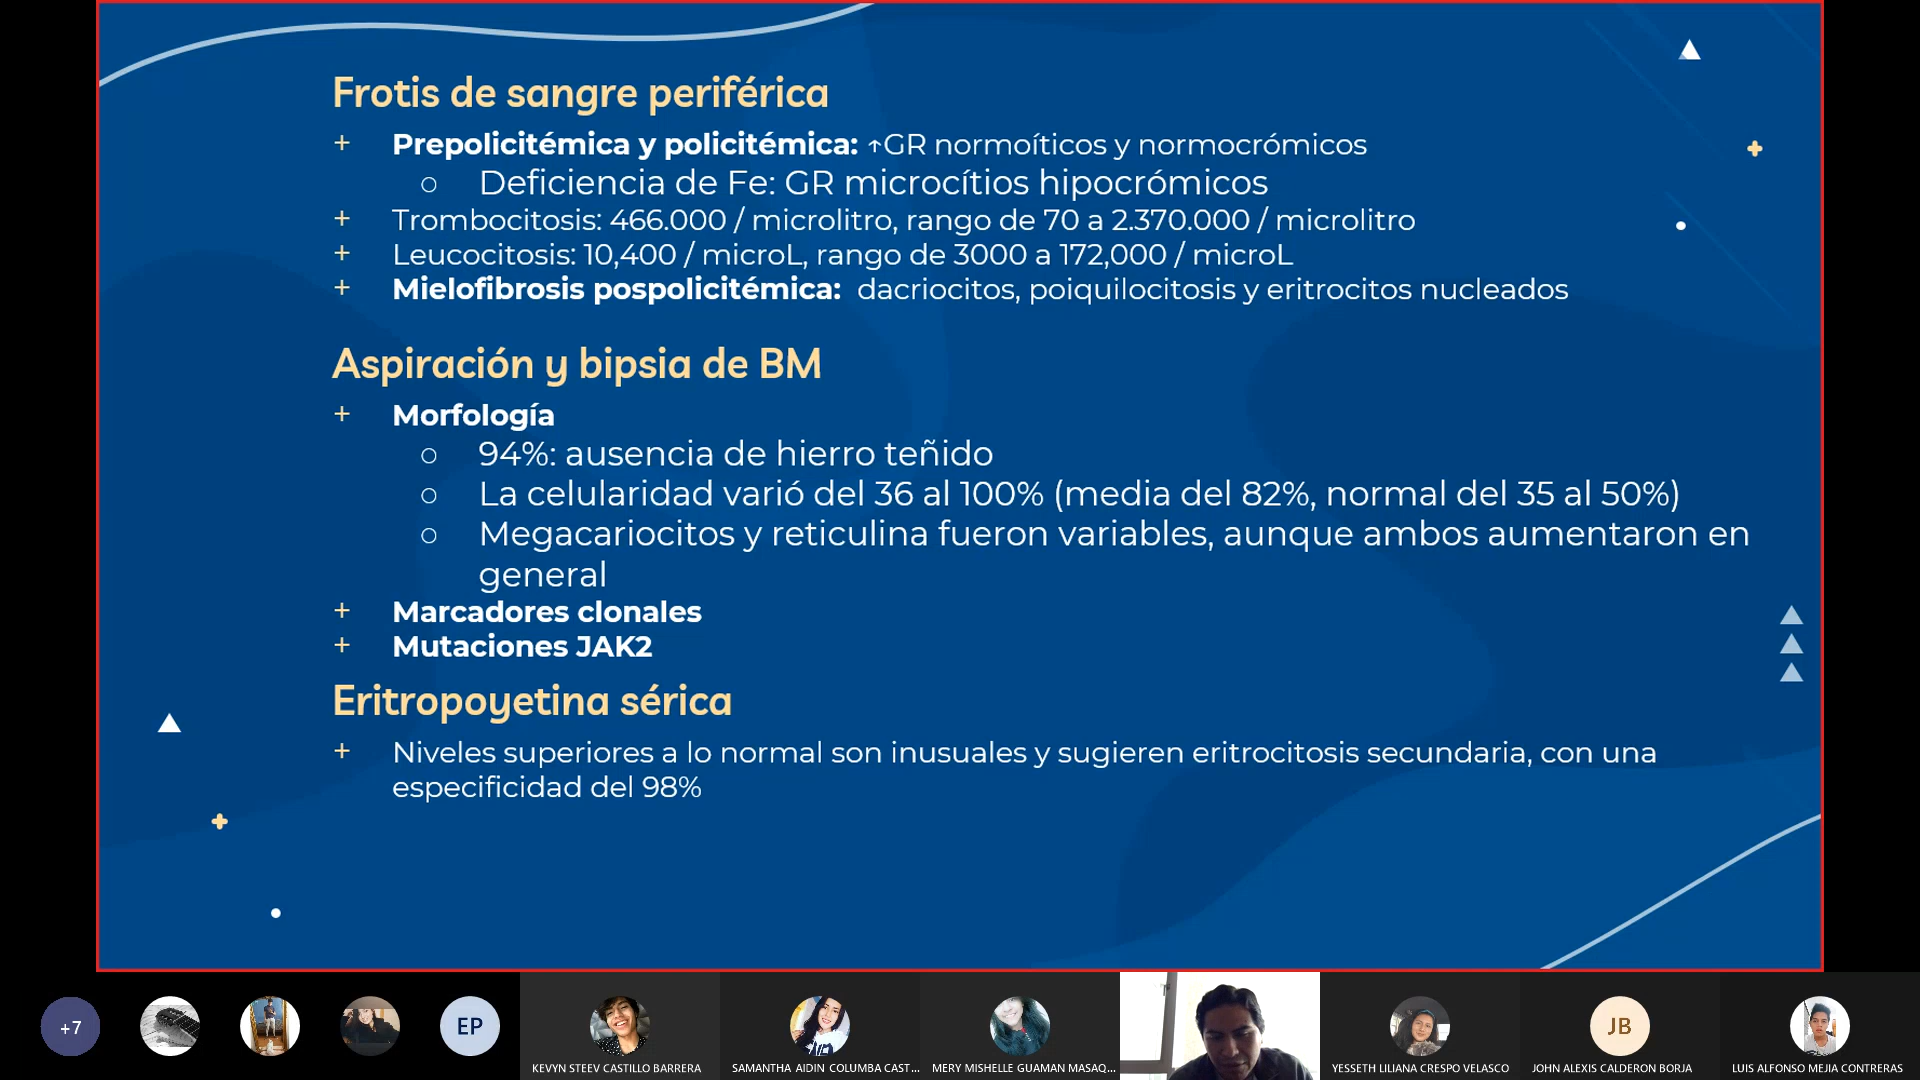 Frotis de sangre periférica
+ Prepolicitémica y policitémica: ↑GR normoíticos y normocrómicos
○ Deficiencia de Fe: GR microcítios hipocrómicos
+ Trombocitosis: 466.000 / microlitro, rango de 70 a 2.370.000 / microlitro
+ Leucocitosis: 10,400 / microL, rango de 3000 a 172,000 / microL
+ Mielofibrosis pospolicitémica: dacriocitos, poiquilocitosis y eritrocitos nucleados
Aspiración y bipsia de BM
+ Morfología
○ 94%: ausencia de hierro teñido
○ La celularidad varió del 36 al 100% (media del 82%, normal del 35 al 50%)
○ Megacariocitos y reticulina fueron variables, aunque ambos aumentaron en
general
+ Marcadores clonales
+ Mutaciones JAK2
Eritropoyetina sérica
+ Niveles superiores a lo normal son inusuales y sugieren eritrocitosis secundaria, con una
especificidad del 98%
+7
EP
KEVYN STEEV CASTILLO BARRERA
SAMANTHA AIDIN COLUMBA CAST...
MERY MISHELLE GUAMAN MASAQ...
YESSETH LILIANA CRESPO VELASCO
JB
JOHN ALEXIS CALDERON BORJA
LUIS ALFONSO MEJIA CONTRERAS